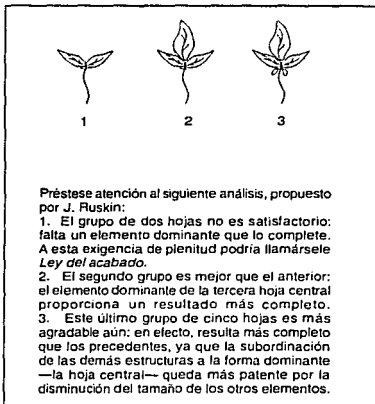 1 2 3
Préstese atención al siguiente análisis, propuesto
por J. Ruskin:
1. El grupo de dos hojas no es satisfactorio:
falta un elemento dominante que lo complete.
A esta exigencia de plenitud podría llamársele
Ley del acabado.
2. El segundo grupo es mejor que el anterior:
el elemento dominante de la tercera hoja central
proporciona un resultado más completo.
3. Este último grupo de cinco hojas es más
agradable aún: en efecto, resulta más completo
que los precedentes, ya que la subordinación
de las demás estructuras a la forma dominante
—la hoja central— queda más patente por la
disminución del tamaño de los otros elementos.